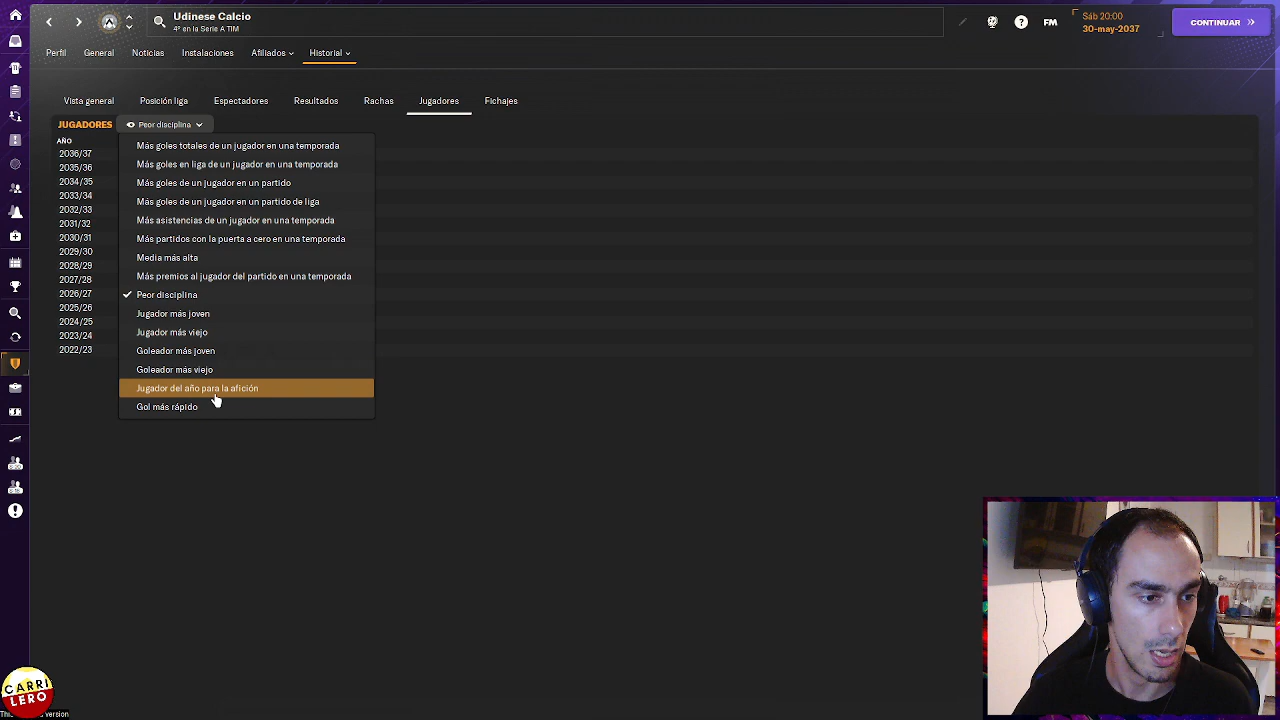 Udinese Calcio
4º en la Serie A TIM
FM
Sáb 20:00
30-may-2037
CONTINUAR
Perfil
General
Noticias
Instalaciones
Afiliados
Historial
Vista general
Posición liga
Espectadores
Resultados
Rachas
Jugadores
Fichajes
JUGADORES
Peor disciplina
AÑO
2036/37
2035/36
2034/35
2033/34
2032/33
2031/32
2030/31
2029/30
2028/29
2027/28
2026/27
2025/26
2024/25
2023/24
2022/23
Más goles totales de un jugador en una temporada
Más goles en liga de un jugador en una temporada
Más goles de un jugador en un partido
Más goles de un jugador en un partido de liga
Más asistencias de un jugador en una temporada
Más partidos con la puerta a cero en una temporada
Media más alta
Más premios al jugador del partido en una temporada
Peor disciplina
Jugador más joven
Jugador más viejo
Goleador más joven
Goleador más viejo
Jugador del año para la afición
Gol más rápido
CARRI
LERO
This version